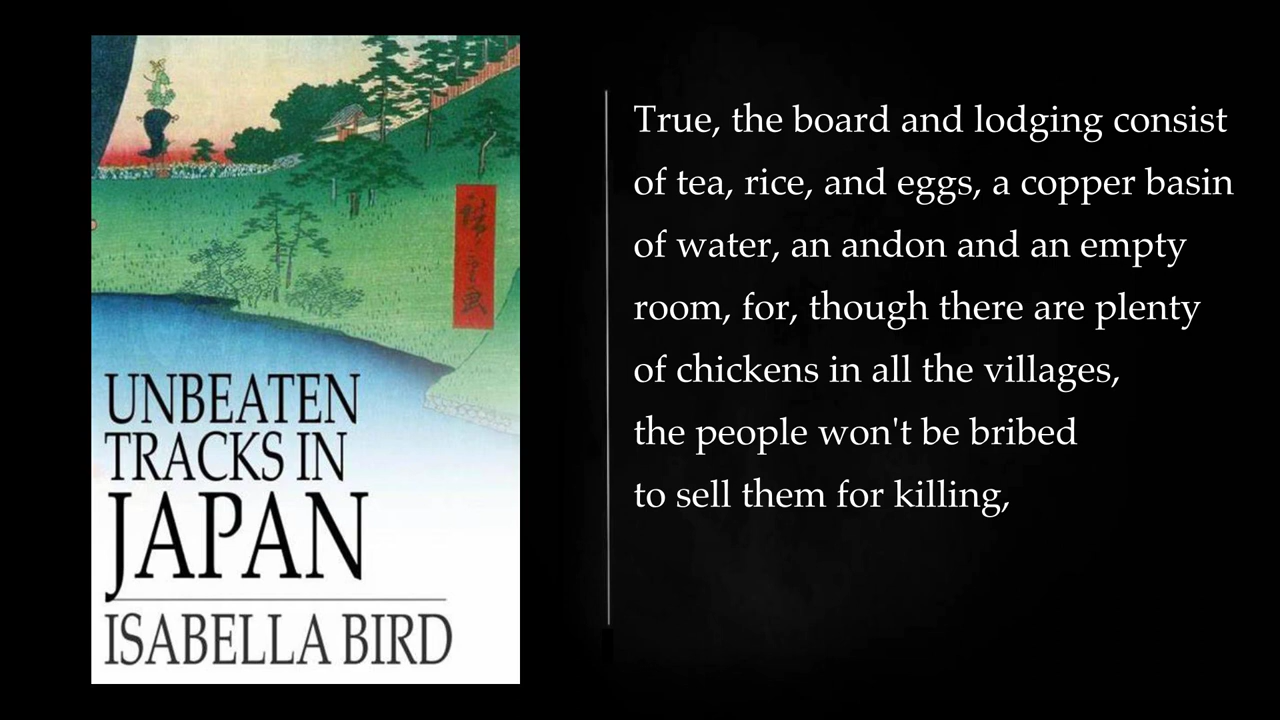 UNBEATEN
TRACKS IN
JAPAN
ISABELLA BIRD
True, the board and lodging consist
of tea, rice, and eggs, a copper basin
of water, an andon and an empty
room, for, though there are plenty
of chickens in all the villages,
the people won't be bribed
to sell them for killing,